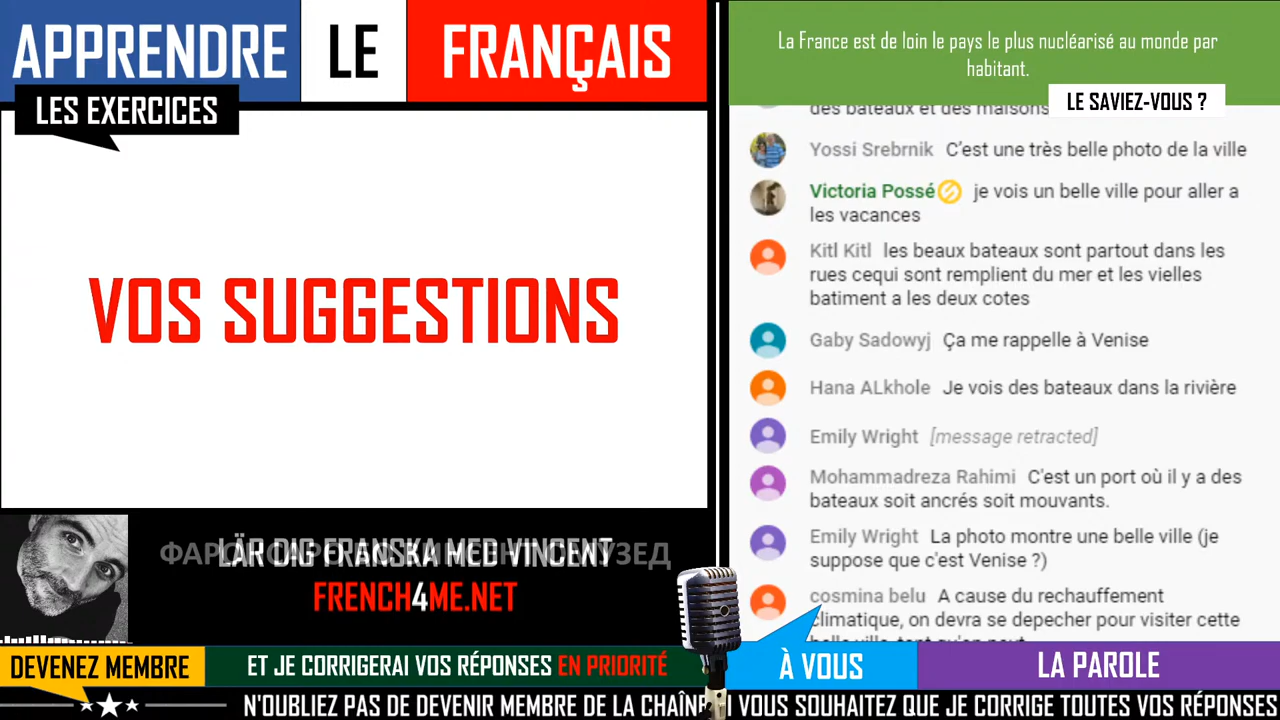 APPRENDRE LE FRANÇAIS
LES EXERCICES
VOS SUGGESTIONS
LÄR DIG FRANSKA MED VINCENT
FRENCH4ME.NET
DEVENEZ MEMBRE
ET JE CORRIGERAI VOS RÉPONSES EN PRIORITÉ
La France est de loin le pays le plus nucléarisé au monde par
habitant.
LE SAVIEZ-VOUS ?
des bateaux et des maisons
Yossi Srebrnik C'est une très belle photo de la ville
Victoria Possé je vois un belle ville pour aller a
les vacances
Kitl Kitl les beaux bateaux sont partout dans les
rues cequi sont remplient du mer et les vielles
batiment a les deux cotes
Gaby Sadowyj Ça me rappelle à Venise
Hana ALkhole Je vois des bateaux dans la rivière
Emily Wright [message retracted]
Mohammadreza Rahimi C'est un port où il y a des
bateaux soit ancrés soit mouvants.
Emily Wright La photo montre une belle ville (je
suppose que c'est Venise ?)
cosmina belu A cause du rechauffement
climatique, on devra se depecher pour visiter cette
À VOUS
LA PAROLE
N'OUBLIEZ PAS DE DEVENIR MEMBRE DE LA CHAÎN I VOUS SOUHAITEZ QUE JE CORRIGE TOUTES VOS RÉPONSES